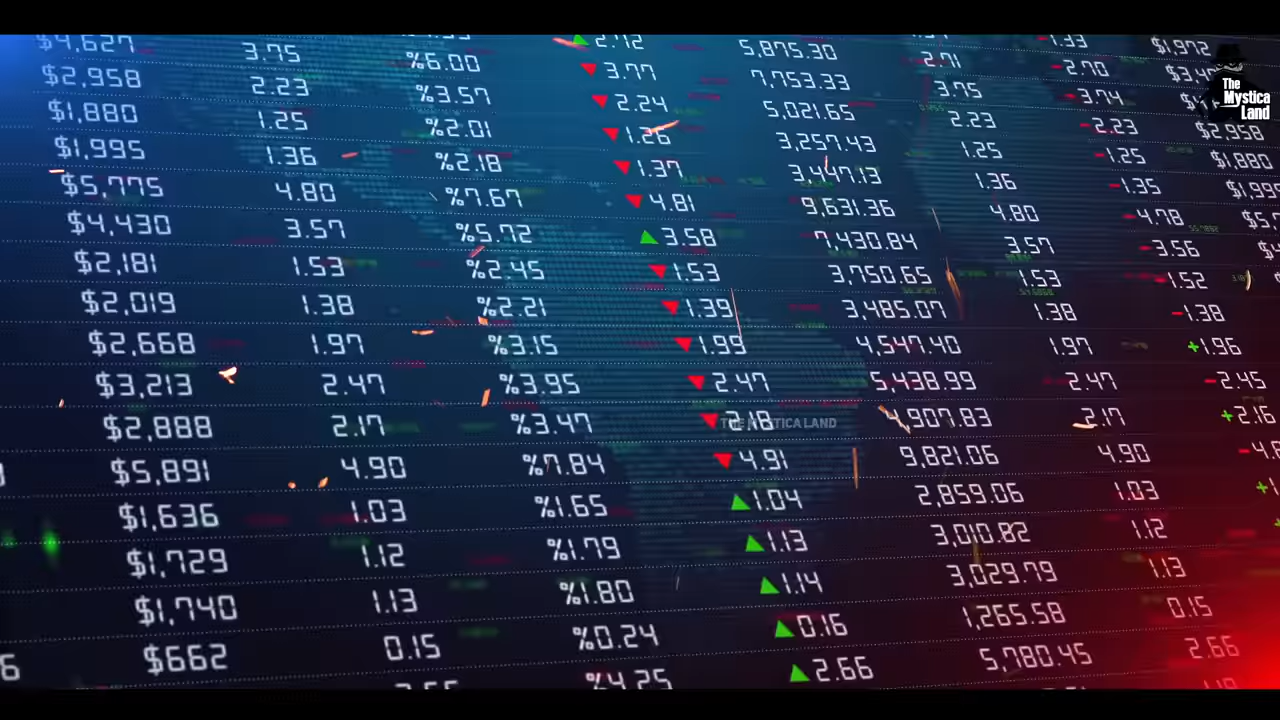 $4,627 3.75 %6.00 3.77 5,875.30 2.71 -2.70
$2,958 2.23 %3.57 2.24 7,753.33 3.75 -3.74
$1,880 1.25 %2.01 1.26 5,021.65 2.23 -2.23 $2,958
$1,995 1.36 %2.18 1.37 3,257.43 1.25 -1.25 $1,880
$5,775 4.80 %7.67 4.81 3,447.13 1.36 -1.35
$4,430 3.57 %5.72 3.58 9,631.36 4.80 -4.78
$2,181 1.53 %2.45 1.53 7,430.84 3.57 -3.56
$2,019 1.38 %2.21 1.39 3,750.65 1.53 -1.52
$2,668 1.97 %3.15 1.99 3,485.07 1.38 -1.38
$3,213 2.47 %3.95 2.47 4,547.40 1.97 +1.96
$2,888 2.17 %3.47 2.18 5,438.99 2.47 -2.45
$5,891 4.90 %7.84 4.91 4,907.83 2.17 +2.16
$1,636 1.03 %1.65 1.04 9,821.06 4.90
$1,729 1.12 %1.79 1.13 2,859.06 1.03
$1,740 1.13 %1.80 1.14 3,010.82 1.12
$662 0.15 %0.24 0.16 3,029.79 1.13
%4.25 2.66 1,265.58 0.15
5,780.45 2.66
The
Mystica
Land
THE MYSTICA LAND